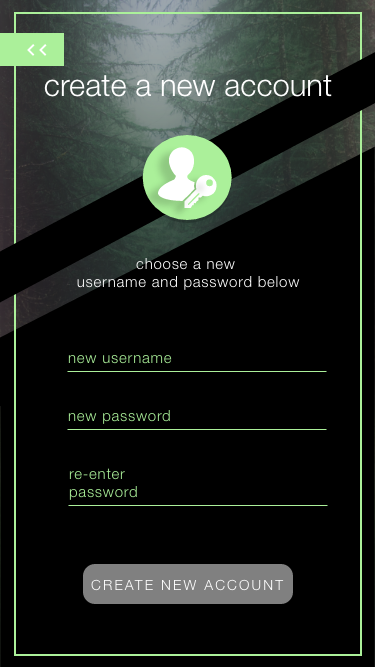 create a new account
choose a new
username and password below
new username
new password
re-enter
password
CREATE NEW ACCOUNT